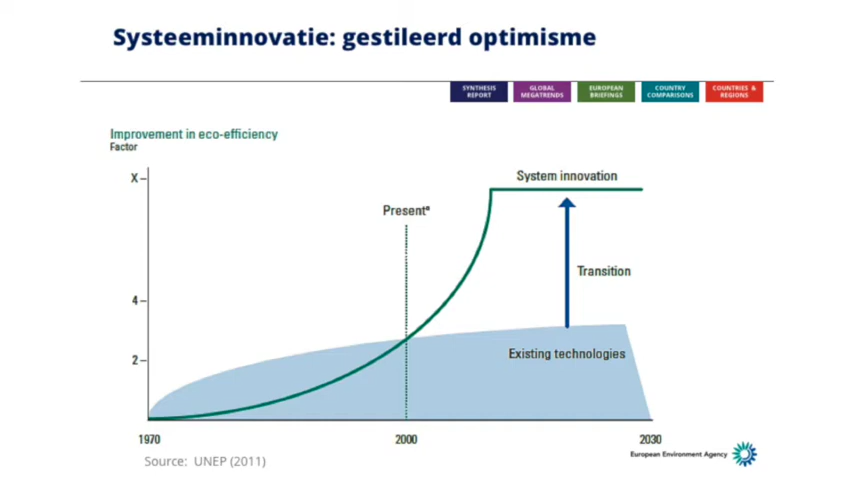 Systeeminnovatie: gestileerd optimisme
SYNTHESIS
REPORT
GLOBAL
MEGATRENDS
EUROPEAN
BRIEFINGS
COUNTRY
COMPARISONS
COUNTRIES &
REGIONS
Improvement in eco-efficiency
Factor
X
System innovation
Presentª
Transition
4
2
Existing technologies
1970
2000
2030
Source: UNEP (2011)
European Environment Agency